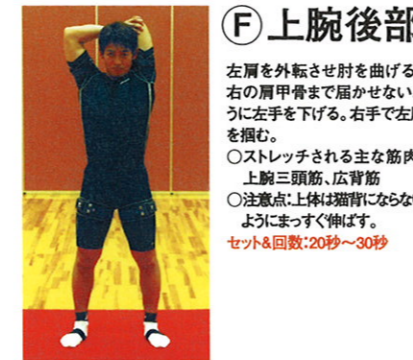 Ⓕ上腕後部
左肩を外転させ肘を曲げる
右の肩甲骨まで届かせない
うに左手を下げる。右手で左
を掴む。
○ストレッチされる主な筋肉
上腕三頭筋、広背筋
○注意点:上体は猫背にならな
ようにまっすぐ伸ばす。
セット&回数:20秒〜30秒